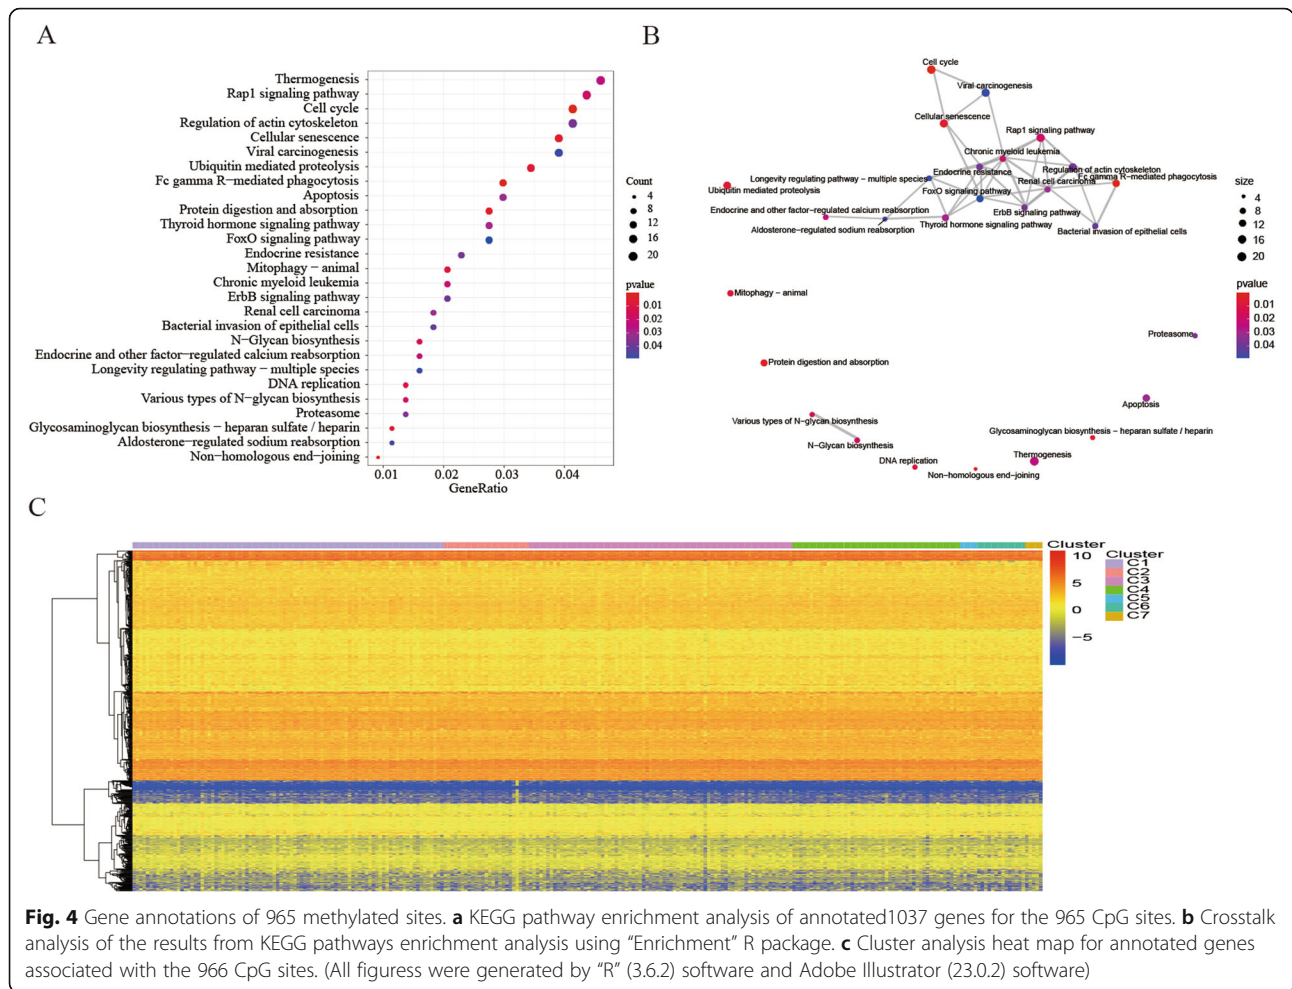 A
Thermogenesis
Rap1 signaling pathway
Cell cycle
Regulation of actin cytoskeleton
Cellular senescence
Viral carcinogenesis
Ubiquitin mediated proteolysis
Fc gamma R−mediated phagocytosis
Apoptosis
Protein digestion and absorption
Thyroid hormone signaling pathway
FoxO signaling pathway
Endocrine resistance
Mitophagy − animal
Chronic myeloid leukemia
ErbB signaling pathway
Renal cell carcinoma
Bacterial invasion of epithelial cells
N−Glycan biosynthesis
Endocrine and other factor−regulated calcium reabsorption
Longevity regulating pathway − multiple species
DNA replication
Various types of N−glycan biosynthesis
Proteasome
Glycosaminoglycan biosynthesis − heparan sulfate / heparin
Aldosterone−regulated sodium reabsorption
Non−homologous end−joining
0.01 0.02 0.03 0.04
GeneRatio
Count
4
8
12
16
20
pvalue
0.01
0.02
0.03
0.04
B
Cell cycle
Viral carcinogenesis
Cellular senescence
Rap1 signaling pathway
Chronic myeloid leukemia
Endocrine resistance
Regulation of actin cytoskeleton
Longevity regulating pathway − multiple species
Fc gamma R−mediated phagocytosis
Renal cell carcinoma
Ubiquitin mediated proteolysis
FoxO signaling pathway
Endocrine and other factor−regulated calcium reabsorption
ErbB signaling pathway
Aldosterone−regulated sodium reabsorption
Thyroid hormone signaling pathway
Bacterial invasion of epithelial cells
Mitophagy − animal
Proteasome
Protein digestion and absorption
Apoptosis
Various types of N−glycan biosynthesis
Glycosaminoglycan biosynthesis − heparan sulfate / heparin
N−Glycan biosynthesis
Thermogenesis
DNA replication
Non−homologous end−joining
size
4
8
12
16
20
pvalue
0.01
0.02
0.03
0.04
C
Cluster
10
5
0
−5
Cluster
C1
C2
C3
C4
C5
C6
C7
Fig. 4 Gene annotations of 965 methylated sites. a KEGG pathway enrichment analysis of annotated1037 genes for the 965 CpG sites. b Crosstalk
analysis of the results from KEGG pathways enrichment analysis using “Enrichment” R package. c Cluster analysis heat map for annotated genes
associated with the 966 CpG sites. (All figuress were generated by “R” (3.6.2) software and Adobe Illustrator (23.0.2) software)